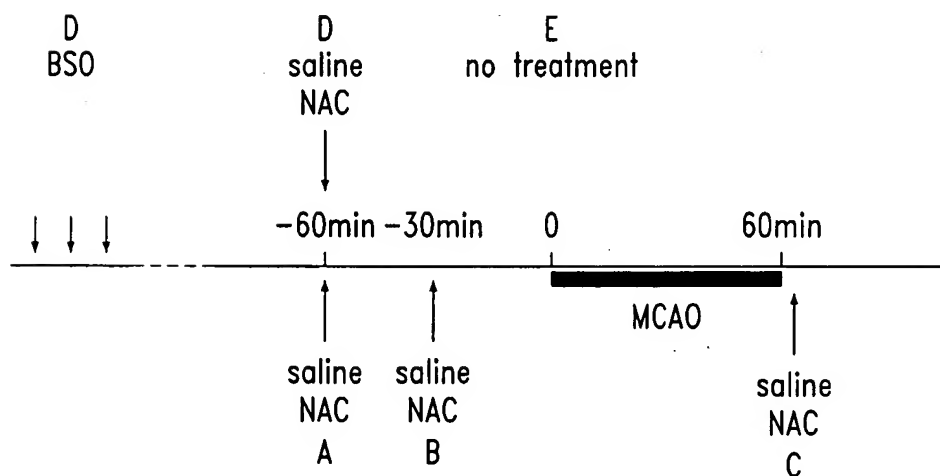 D
BSO
D
saline
NAC
E
no treatment
-60min
-30min
0
60min
MCAO
saline
NAC
A
saline
NAC
B
saline
NAC
C